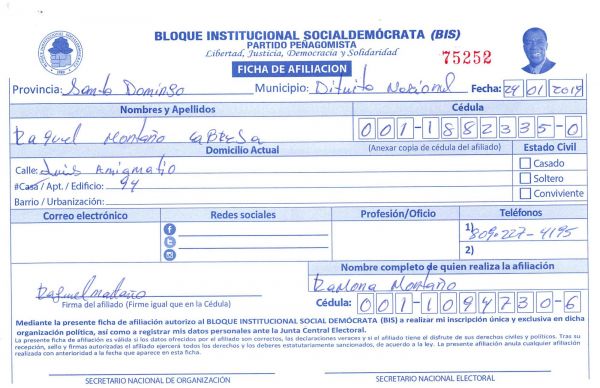 BLOQUE INSTITUCIONAL SOCIALDEMÓCRATA (BIS)
PARTIDO PEÑAGOMISTA
Libertad, Justicia, Democracia y Solidaridad
75252
FICHA DE AFILIACION
Provincia: Santo Domingo Municipio: Distrito Nacional Fecha: 29/01/2019
Nombres y Apellidos Cédula
Raquel Montaño Cabresa 001-1882335-0
Domicilio Actual (Anexar copia de cédula del afiliado) Estado Civil
Calle: Luis Amigmatio Casado
#Casa / Apt. / Edificio: 94 Soltero
Barrio / Urbanización: Conviviente
Correo electrónico Redes sociales Profesión/Oficio Teléfonos
1) 809-227-4195
2)
Nombre completo de quien realiza la afiliación
Raquel Montaño Ramona Montaño
Firma del afiliado (Firme igual que en la Cédula) Cédula: 001-1094730-6
Mediante la presente ficha de afiliación autorizo al BLOQUE INSTITUCIONAL SOCIAL DEMÓCRATA (BIS) a realizar mi inscripción única y exclusiva en dicha
organización política, así como a registrar mis datos personales ante la Junta Central Electoral.
La presente ficha de afiliación es válida si los datos ofrecidos por el afiliado son correctos, las declaraciones veraces y si el afiliado tiene el disfrute de sus derechos civiles y políticos. Tras su
recepción, sello y firmas autorizadas el afiliado ejercerá todos los derechos y los deberes estatutariamente sancionados, de acuerdo a la ley. La presente afiliación anula cualquier afiliación
realizada con anterioridad a la fecha que aparece en esta ficha.
SECRETARIO NACIONAL DE ORGANIZACIÓN SECRETARIO NACIONAL ELECTORAL